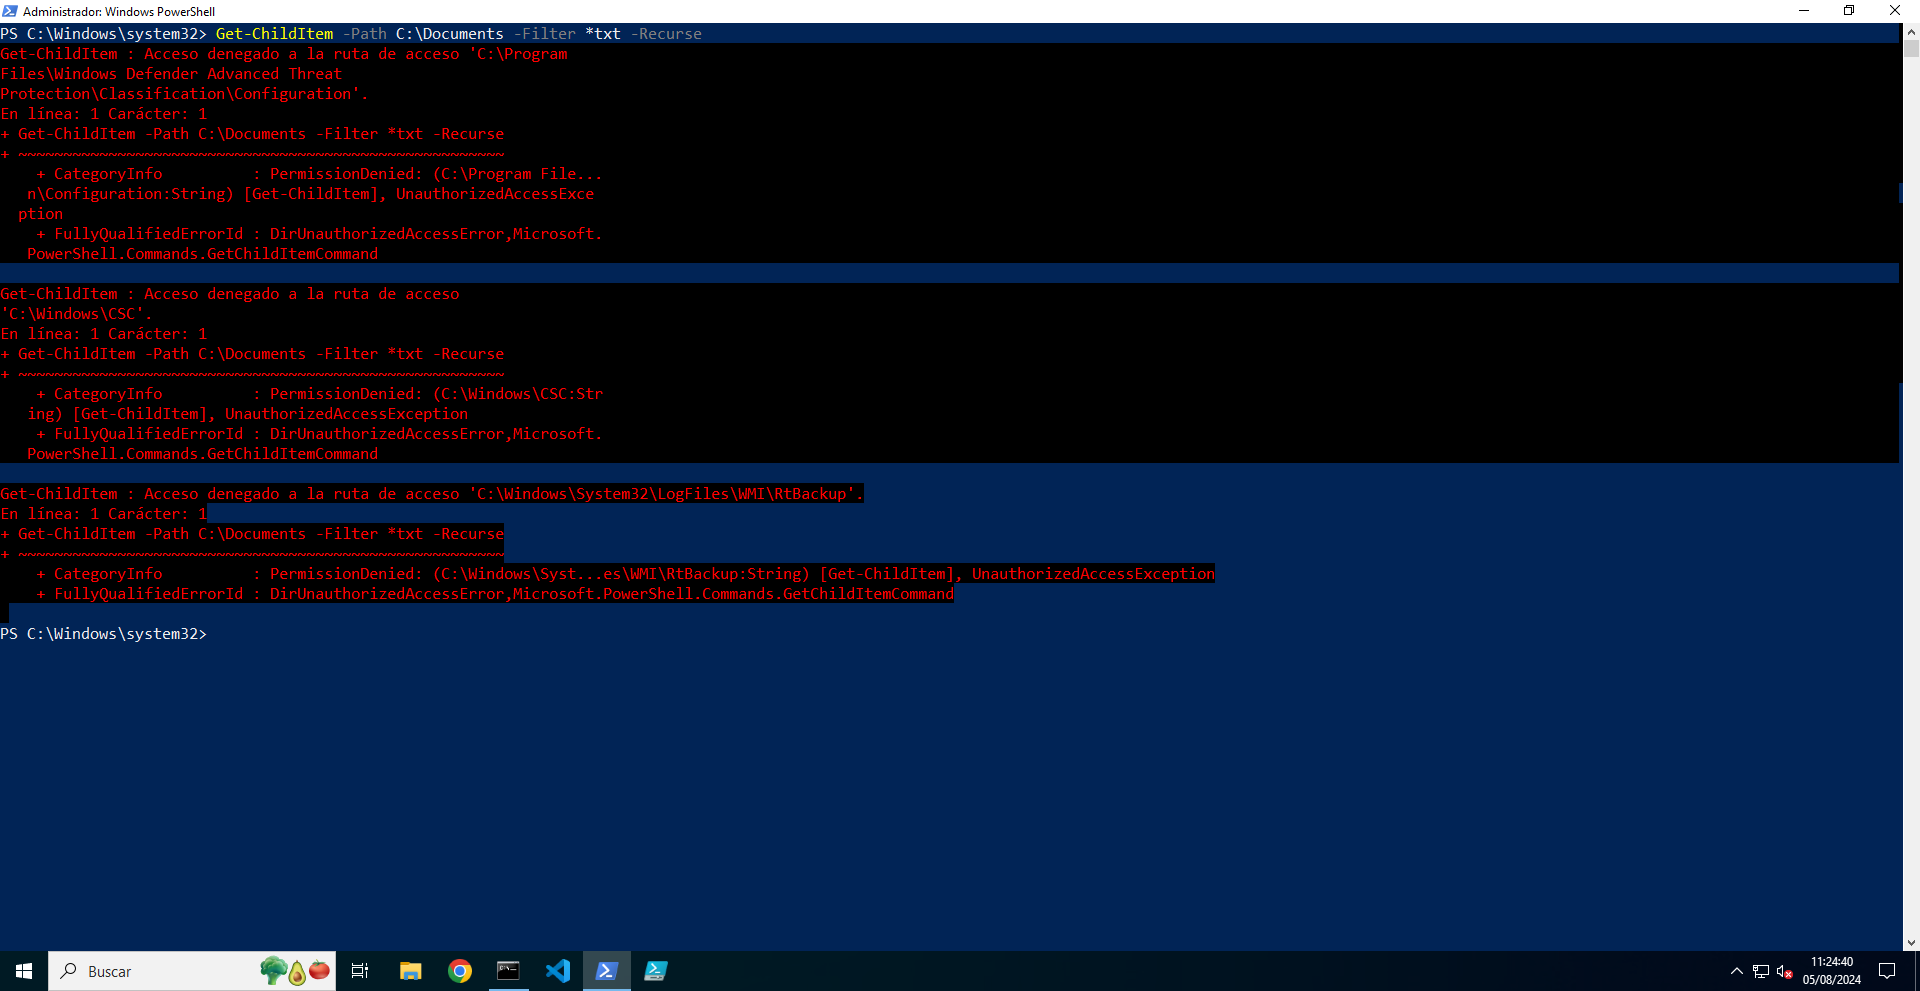 Administrador: Windows PowerShell
PS C:\Windows\system32> Get-ChildItem -Path C:\Documents -Filter *txt -Recurse
Get-ChildItem : Acceso denegado a la ruta de acceso 'C:\Program
Files\Windows Defender Advanced Threat
Protection\Classification\Configuration'.
En línea: 1 Carácter: 1
+ Get-ChildItem -Path C:\Documents -Filter *txt -Recurse
+ ~~~~~~~~~~~~~~~~~~~~~~~~~~~~~~~~~~~~~~~~~~~~~~~~~~~~~~
    + CategoryInfo          : PermissionDenied: (C:\Program File...
   n\Configuration:String) [Get-ChildItem], UnauthorizedAccessExce
  ption
    + FullyQualifiedErrorId : DirUnauthorizedAccessError,Microsoft.
   PowerShell.Commands.GetChildItemCommand
Get-ChildItem : Acceso denegado a la ruta de acceso
'C:\Windows\CSC'.
En línea: 1 Carácter: 1
+ Get-ChildItem -Path C:\Documents -Filter *txt -Recurse
+ ~~~~~~~~~~~~~~~~~~~~~~~~~~~~~~~~~~~~~~~~~~~~~~~~~~~~~~
    + CategoryInfo          : PermissionDenied: (C:\Windows\CSC:Str
   ing) [Get-ChildItem], UnauthorizedAccessException
    + FullyQualifiedErrorId : DirUnauthorizedAccessError,Microsoft.
   PowerShell.Commands.GetChildItemCommand
Get-ChildItem : Acceso denegado a la ruta de acceso 'C:\Windows\System32\LogFiles\WMI\RtBackup'.
En línea: 1 Carácter: 1
+ Get-ChildItem -Path C:\Documents -Filter *txt -Recurse
+ ~~~~~~~~~~~~~~~~~~~~~~~~~~~~~~~~~~~~~~~~~~~~~~~~~~~~~~
    + CategoryInfo          : PermissionDenied: (C:\Windows\Syst...es\WMI\RtBackup:String) [Get-ChildItem], UnauthorizedAccessException
    + FullyQualifiedErrorId : DirUnauthorizedAccessError,Microsoft.PowerShell.Commands.GetChildItemCommand
PS C:\Windows\system32>
Buscar
11:24:40
05/08/2024